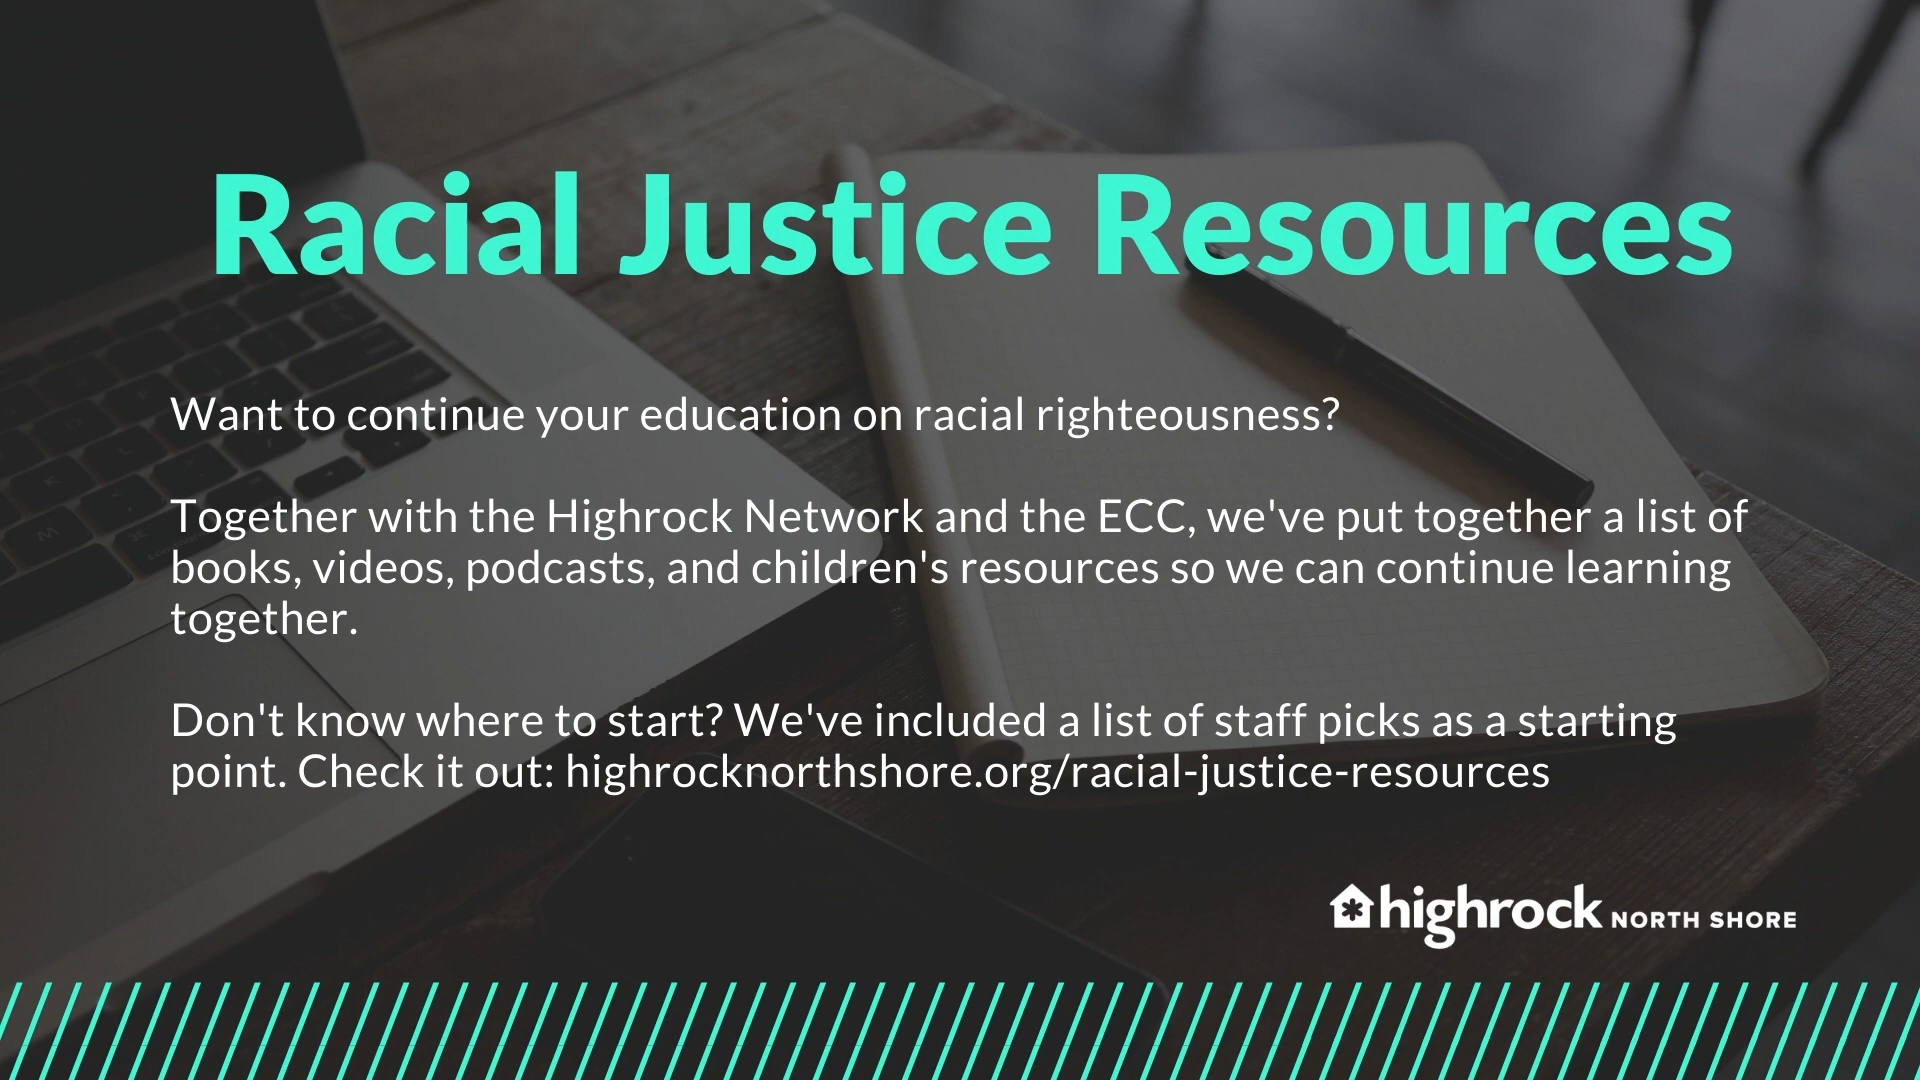 Racial Justice Resources
Want to continue your education on racial righteousness?
Together with the Highrock Network and the ECC, we've put together a list of
books, videos, podcasts, and children's resources so we can continue learning
together.
Don't know where to start? We've included a list of staff picks as a starting
point. Check it out: highrocknorthshore.org/racial-justice-resources
highrock NORTH SHORE